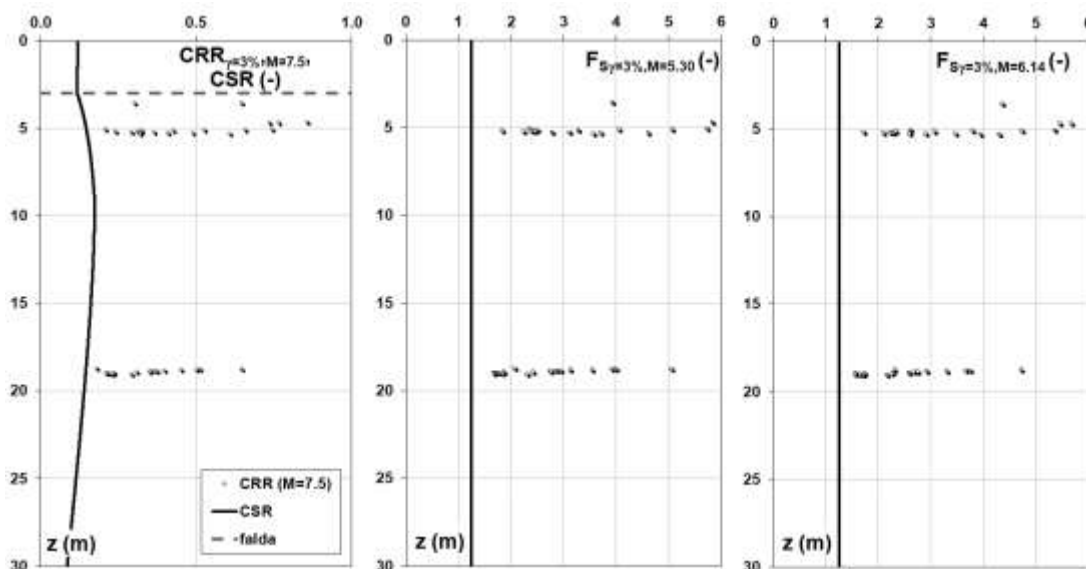 0.0 0.5 1.0
0
5
10
15
20
25
30
CRRγ=3%,M=7.5,
CSR (-)
CRR (M=7.5)
CSR
-falda
z (m)
0 1 2 3 4 5 6
0
5
10
15
20
25
30
FSγ=3%,M=5.30 (-)
z (m)
0 1 2 3 4 5 6
0
5
10
15
20
25
30
FSγ=3%,M=6.14 (-)
z (m)